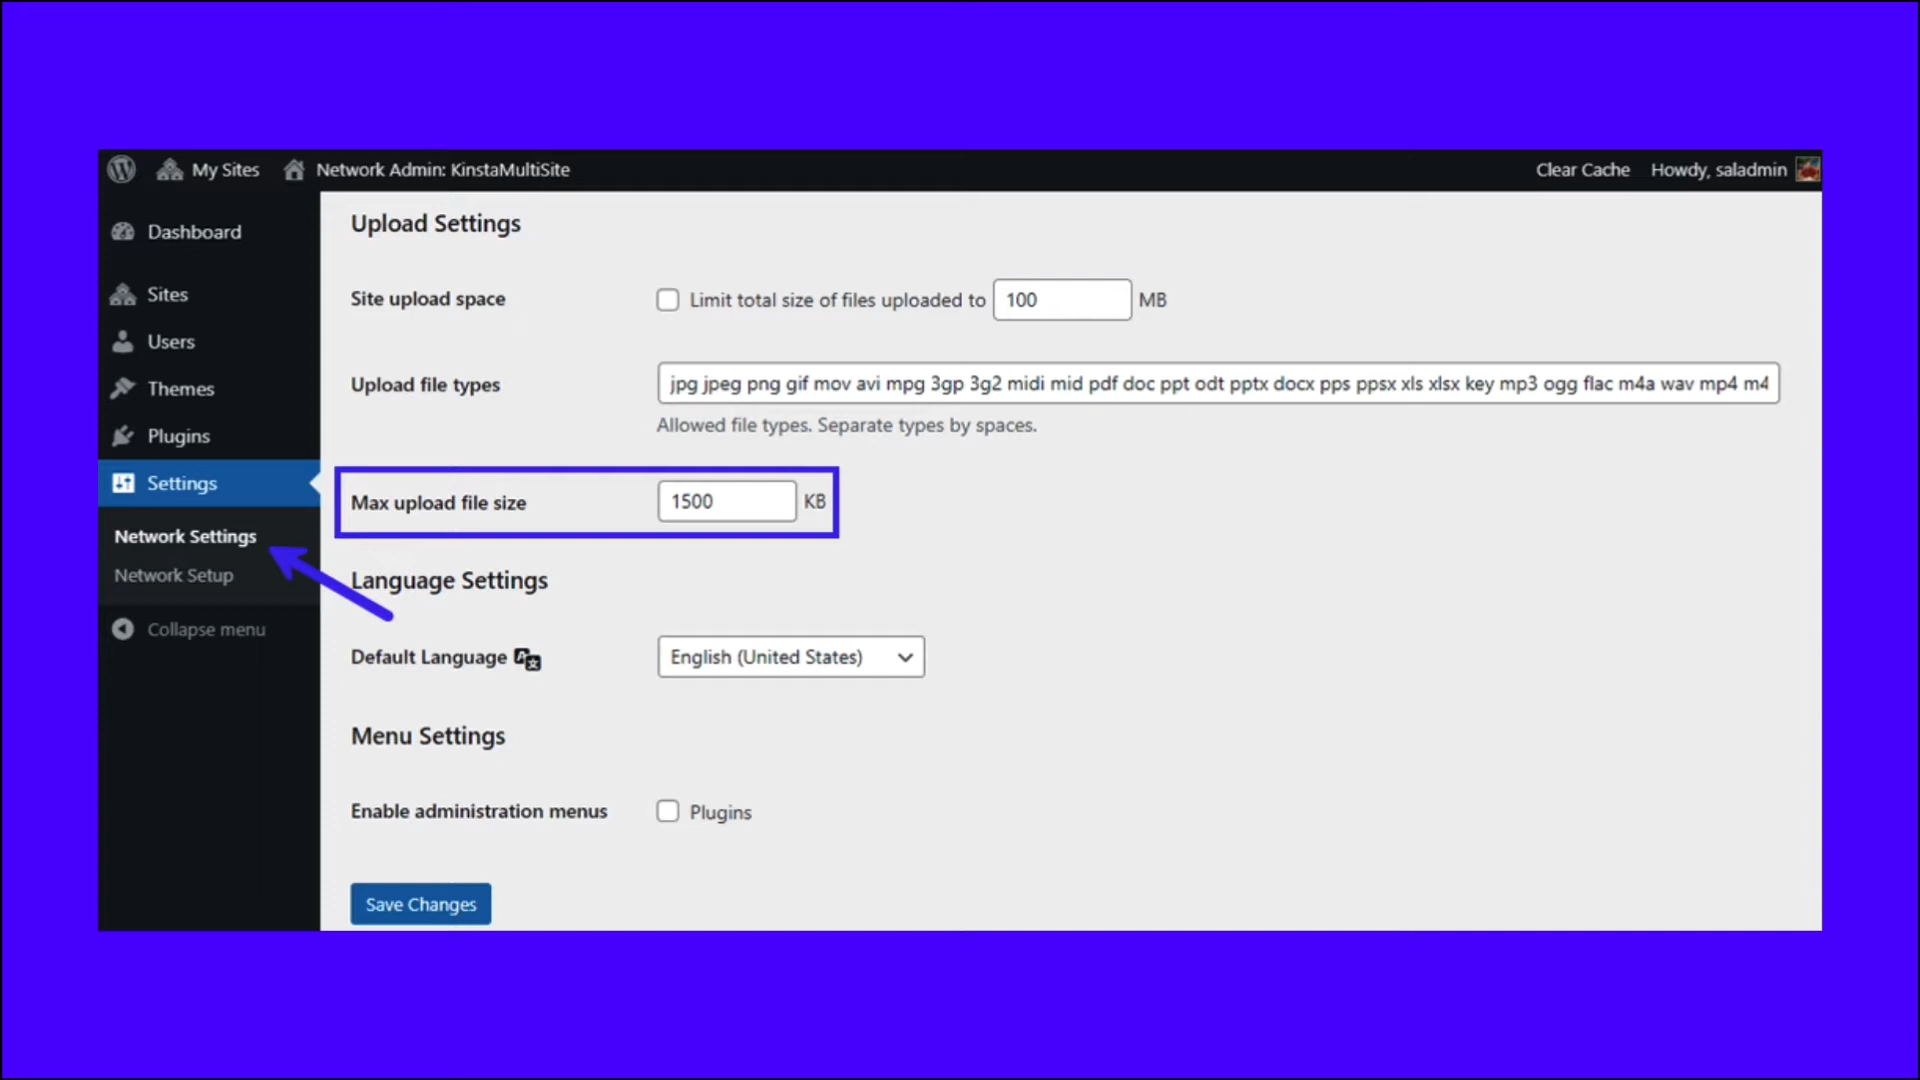 My Sites Network Admin: KinstaMultiSite Clear Cache Howdy, saladmin
Dashboard
Sites
Users
Themes
Plugins
Settings
Network Settings
Network Setup
Collapse menu
Upload Settings
Site upload space Limit total size of files uploaded to 100 MB
Upload file types jpg jpeg png gif mov avi mpg 3gp 3g2 midi mid pdf doc ppt odt pptx docx pps ppsx xls xlsx key mp3 ogg flac m4a wav mp4 m4
Allowed file types. Separate types by spaces.
Max upload file size 1500 KB
Language Settings
Default Language English (United States)
Menu Settings
Enable administration menus Plugins
Save Changes